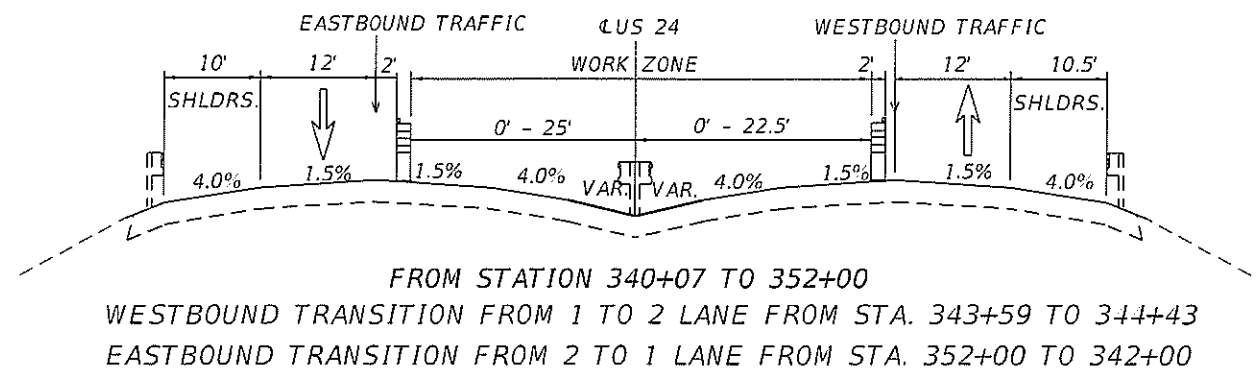 EASTBOUND TRAFFIC ℄ US 24 WESTBOUND TRAFFIC
10' 12' 2' WORK ZONE 2' 12' 10.5'
SHLDRS. SHLDRS.
0' - 25' 0' - 22.5'
4.0% 1.5% 1.5% 4.0% VAR. VAR. 4.0% 1.5% 1.5% 4.0%
FROM STATION 340+07 TO 352+00
WESTBOUND TRANSITION FROM 1 TO 2 LANE FROM STA. 343+59 TO 344+43
EASTBOUND TRANSITION FROM 2 TO 1 LANE FROM STA. 352+00 TO 342+00